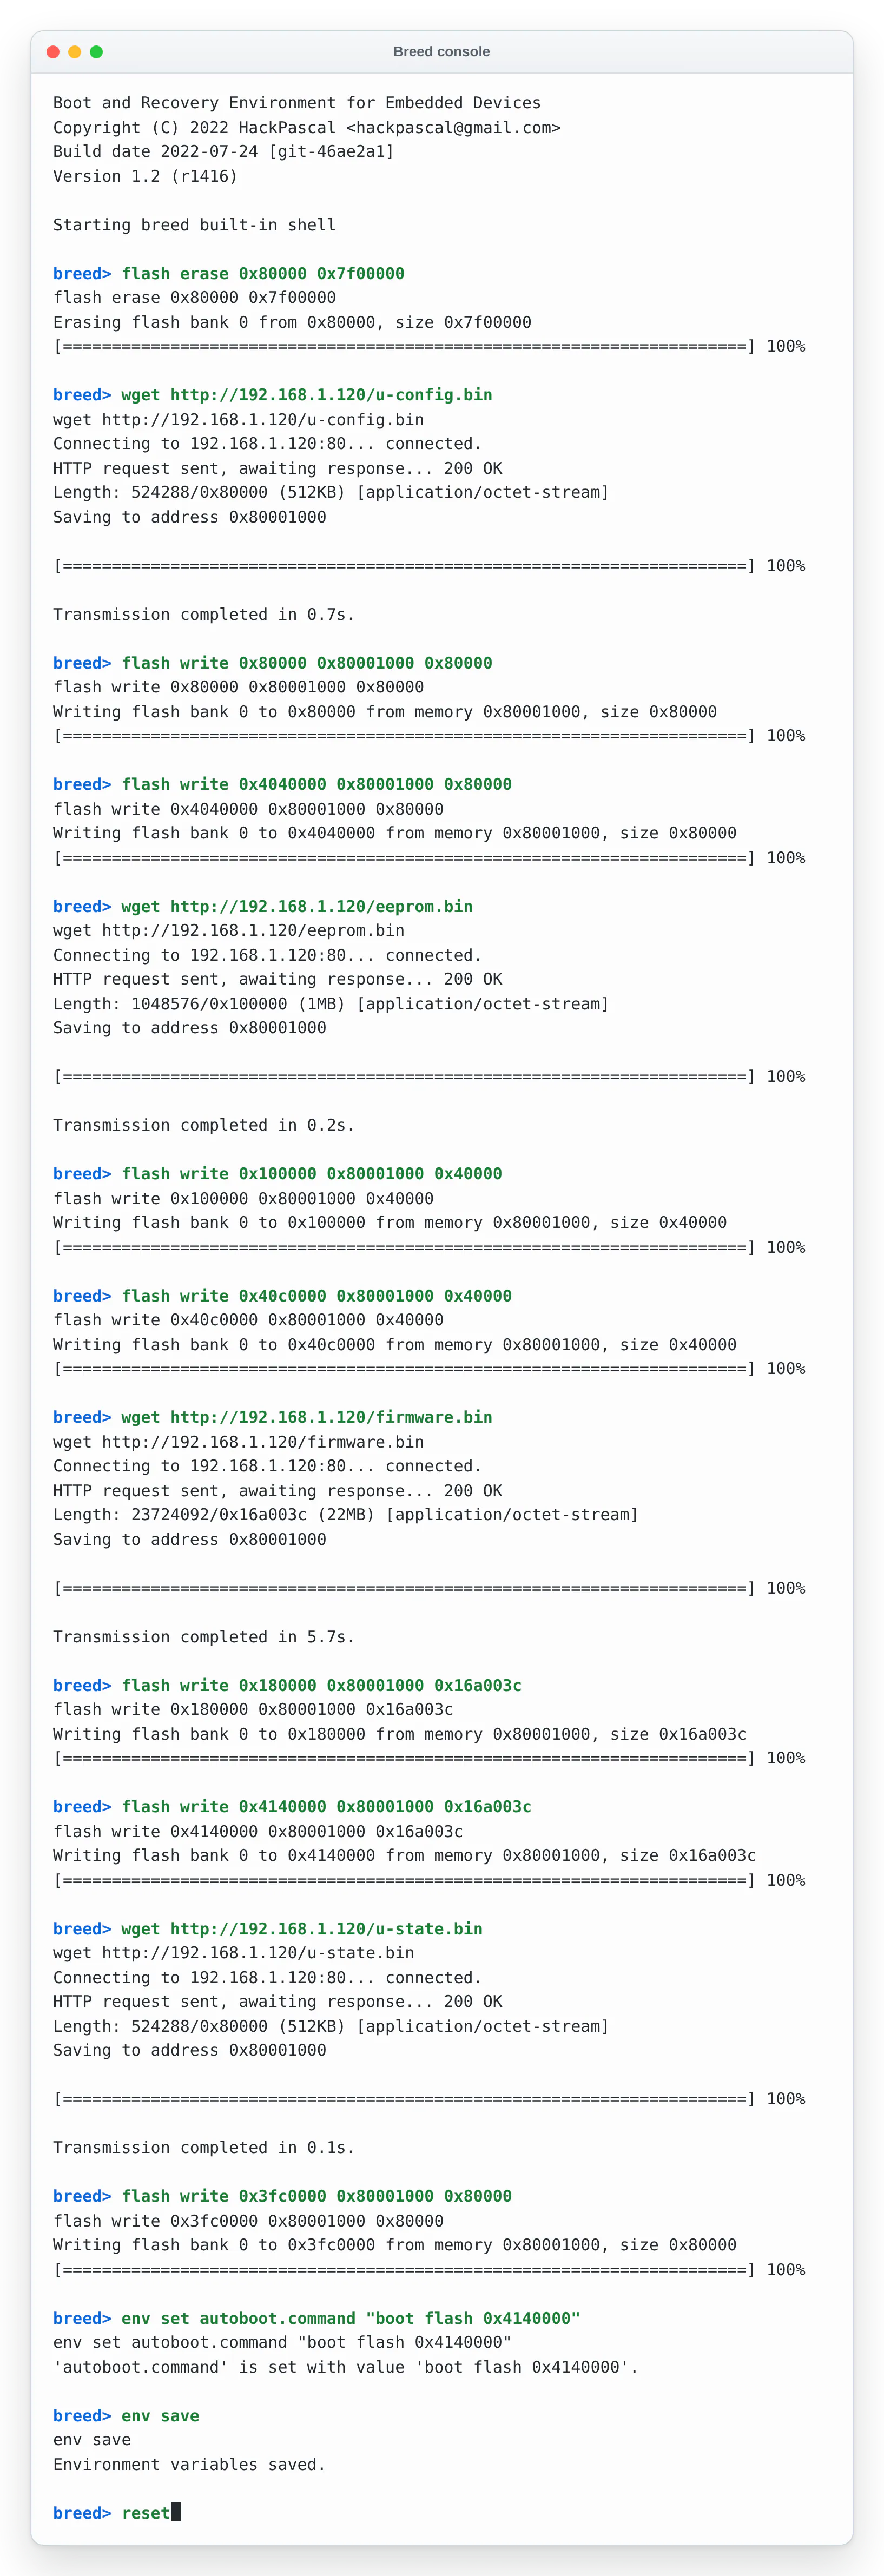 Breed console
Boot and Recovery Environment for Embedded Devices
Copyright (C) 2022 HackPascal <hackpascal@gmail.com>
Build date 2022-07-24 [git-46ae2a1]
Version 1.2 (r1416)
Starting breed built-in shell
breed> flash erase 0x80000 0x7f00000
flash erase 0x80000 0x7f00000
Erasing flash bank 0 from 0x80000, size 0x7f00000
[======================================================================] 100%
breed> wget http://192.168.1.120/u-config.bin
wget http://192.168.1.120/u-config.bin
Connecting to 192.168.1.120:80... connected.
HTTP request sent, awaiting response... 200 OK
Length: 524288/0x80000 (512KB) [application/octet-stream]
Saving to address 0x80001000
[======================================================================] 100%
Transmission completed in 0.7s.
breed> flash write 0x80000 0x80001000 0x80000
flash write 0x80000 0x80001000 0x80000
Writing flash bank 0 to 0x80000 from memory 0x80001000, size 0x80000
[======================================================================] 100%
breed> flash write 0x4040000 0x80001000 0x80000
flash write 0x4040000 0x80001000 0x80000
Writing flash bank 0 to 0x4040000 from memory 0x80001000, size 0x80000
[======================================================================] 100%
breed> wget http://192.168.1.120/eeprom.bin
wget http://192.168.1.120/eeprom.bin
Connecting to 192.168.1.120:80... connected.
HTTP request sent, awaiting response... 200 OK
Length: 1048576/0x100000 (1MB) [application/octet-stream]
Saving to address 0x80001000
[======================================================================] 100%
Transmission completed in 0.2s.
breed> flash write 0x100000 0x80001000 0x40000
flash write 0x100000 0x80001000 0x40000
Writing flash bank 0 to 0x100000 from memory 0x80001000, size 0x40000
[======================================================================] 100%
breed> flash write 0x40c0000 0x80001000 0x40000
flash write 0x40c0000 0x80001000 0x40000
Writing flash bank 0 to 0x40c0000 from memory 0x80001000, size 0x40000
[======================================================================] 100%
breed> wget http://192.168.1.120/firmware.bin
wget http://192.168.1.120/firmware.bin
Connecting to 192.168.1.120:80... connected.
HTTP request sent, awaiting response... 200 OK
Length: 23724092/0x16a003c (22MB) [application/octet-stream]
Saving to address 0x80001000
[======================================================================] 100%
Transmission completed in 5.7s.
breed> flash write 0x180000 0x80001000 0x16a003c
flash write 0x180000 0x80001000 0x16a003c
Writing flash bank 0 to 0x180000 from memory 0x80001000, size 0x16a003c
[======================================================================] 100%
breed> flash write 0x4140000 0x80001000 0x16a003c
flash write 0x4140000 0x80001000 0x16a003c
Writing flash bank 0 to 0x4140000 from memory 0x80001000, size 0x16a003c
[======================================================================] 100%
breed> wget http://192.168.1.120/u-state.bin
wget http://192.168.1.120/u-state.bin
Connecting to 192.168.1.120:80... connected.
HTTP request sent, awaiting response... 200 OK
Length: 524288/0x80000 (512KB) [application/octet-stream]
Saving to address 0x80001000
[======================================================================] 100%
Transmission completed in 0.1s.
breed> flash write 0x3fc0000 0x80001000 0x80000
flash write 0x3fc0000 0x80001000 0x80000
Writing flash bank 0 to 0x3fc0000 from memory 0x80001000, size 0x80000
[======================================================================] 100%
breed> env set autoboot.command "boot flash 0x4140000"
env set autoboot.command "boot flash 0x4140000"
'autoboot.command' is set with value 'boot flash 0x4140000'.
breed> env save
env save
Environment variables saved.
breed> reset